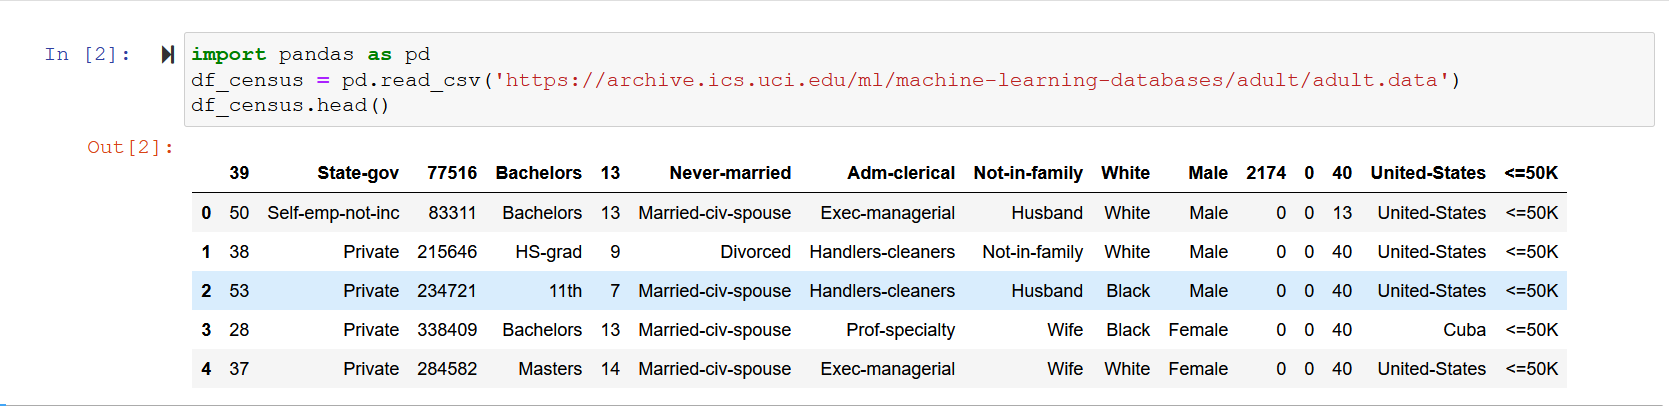 In [2]: import pandas as pd
df_census = pd.read_csv('https://archive.ics.uci.edu/ml/machine-learning-databases/adult/adult.data')
df_census.head()
Out[2]:
39 State-gov 77516 Bachelors 13 Never-married Adm-clerical Not-in-family White Male 2174 0 40 United-States <=50K
0 50 Self-emp-not-inc 83311 Bachelors 13 Married-civ-spouse Exec-managerial Husband White Male 0 0 13 United-States <=50K
1 38 Private 215646 HS-grad 9 Divorced Handlers-cleaners Not-in-family White Male 0 0 40 United-States <=50K
2 53 Private 234721 11th 7 Married-civ-spouse Handlers-cleaners Husband Black Male 0 0 40 United-States <=50K
3 28 Private 338409 Bachelors 13 Married-civ-spouse Prof-specialty Wife Black Female 0 0 40 Cuba <=50K
4 37 Private 284582 Masters 14 Married-civ-spouse Exec-managerial Wife White Female 0 0 40 United-States <=50K